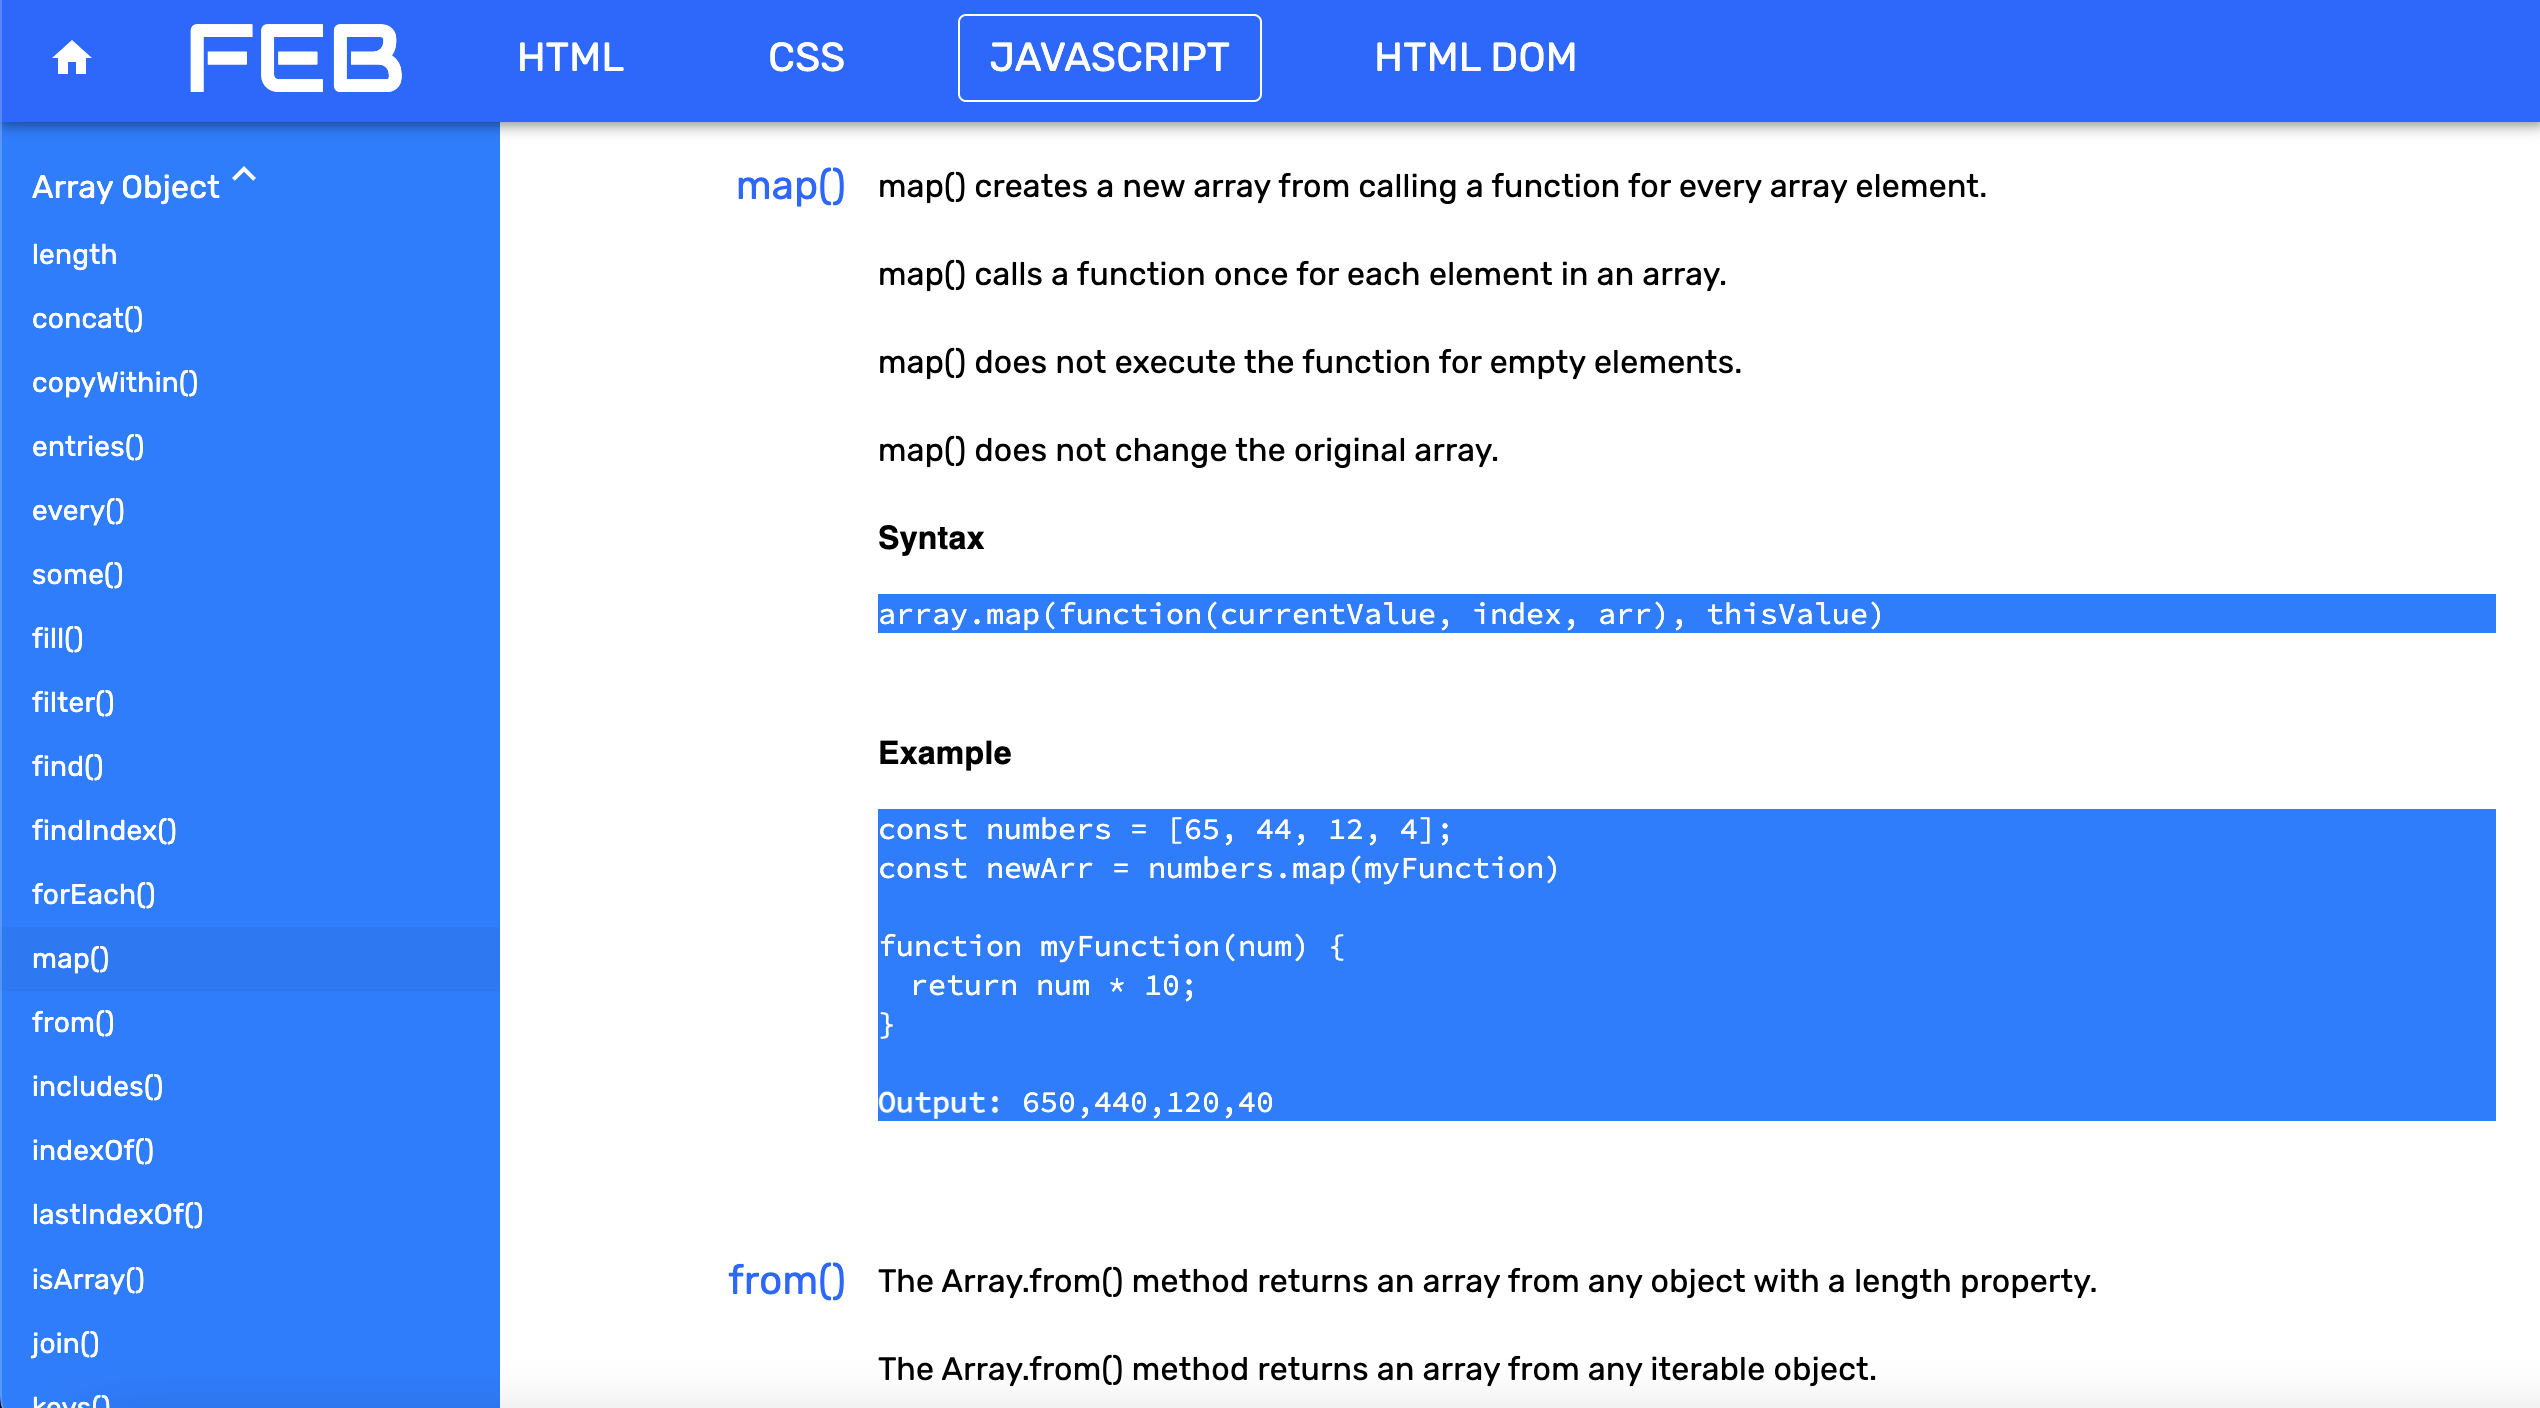 FEB HTML CSS JAVASCRIPT HTML DOM
Array Object
length
concat()
copyWithin()
entries()
every()
some()
fill()
filter()
find()
findIndex()
forEach()
map()
from()
includes()
indexOf()
lastIndexOf()
isArray()
join()
keys()
map() map() creates a new array from calling a function for every array element.
map() calls a function once for each element in an array.
map() does not execute the function for empty elements.
map() does not change the original array.
Syntax
array.map(function(currentValue, index, arr), thisValue)
Example
const numbers = [65, 44, 12, 4];
const newArr = numbers.map(myFunction)
function myFunction(num) {
  return num * 10;
}
Output: 650,440,120,40
from() The Array.from() method returns an array from any object with a length property.
The Array.from() method returns an array from any iterable object.